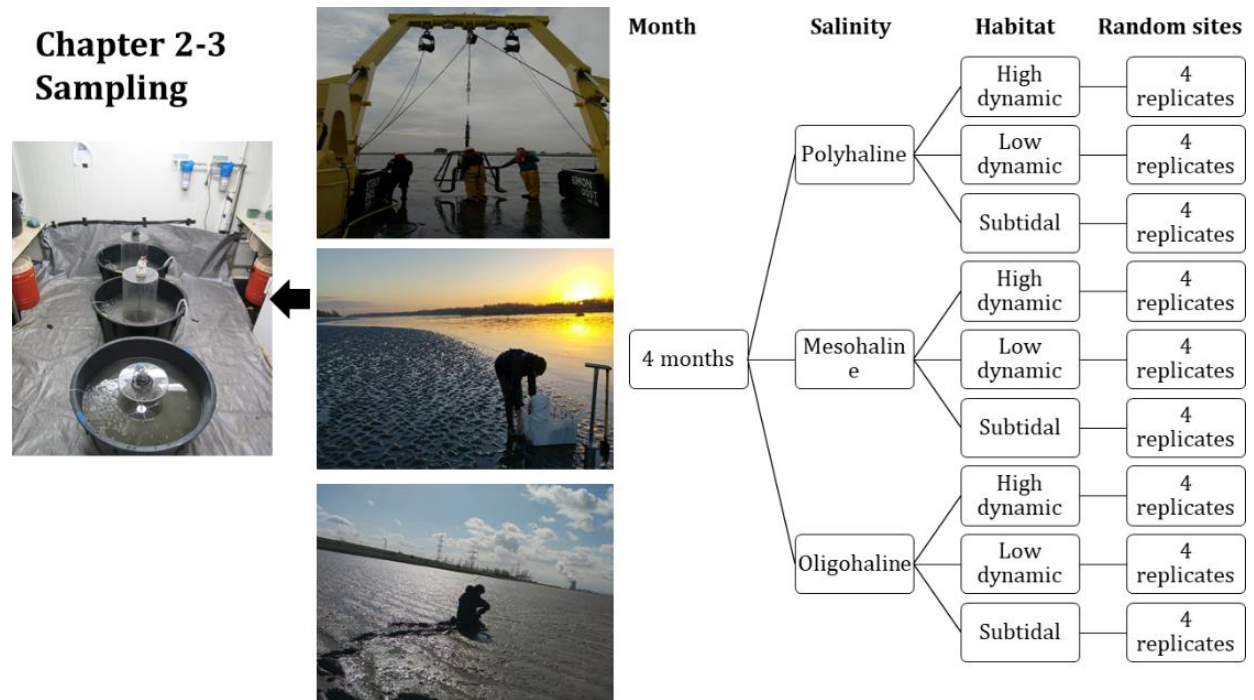 Chapter 2-3
Sampling
SIMON
Month
Salinity
Habitat
Random sites
4 months
Polyhaline
High
dynamic
4
replicates
Low
dynamic
4
replicates
Subtidal
4
replicates
Mesohalin
e
High
dynamic
4
replicates
Low
dynamic
4
replicates
Subtidal
4
replicates
Oligohaline
High
dynamic
4
replicates
Low
dynamic
4
replicates
Subtidal
4
replicates